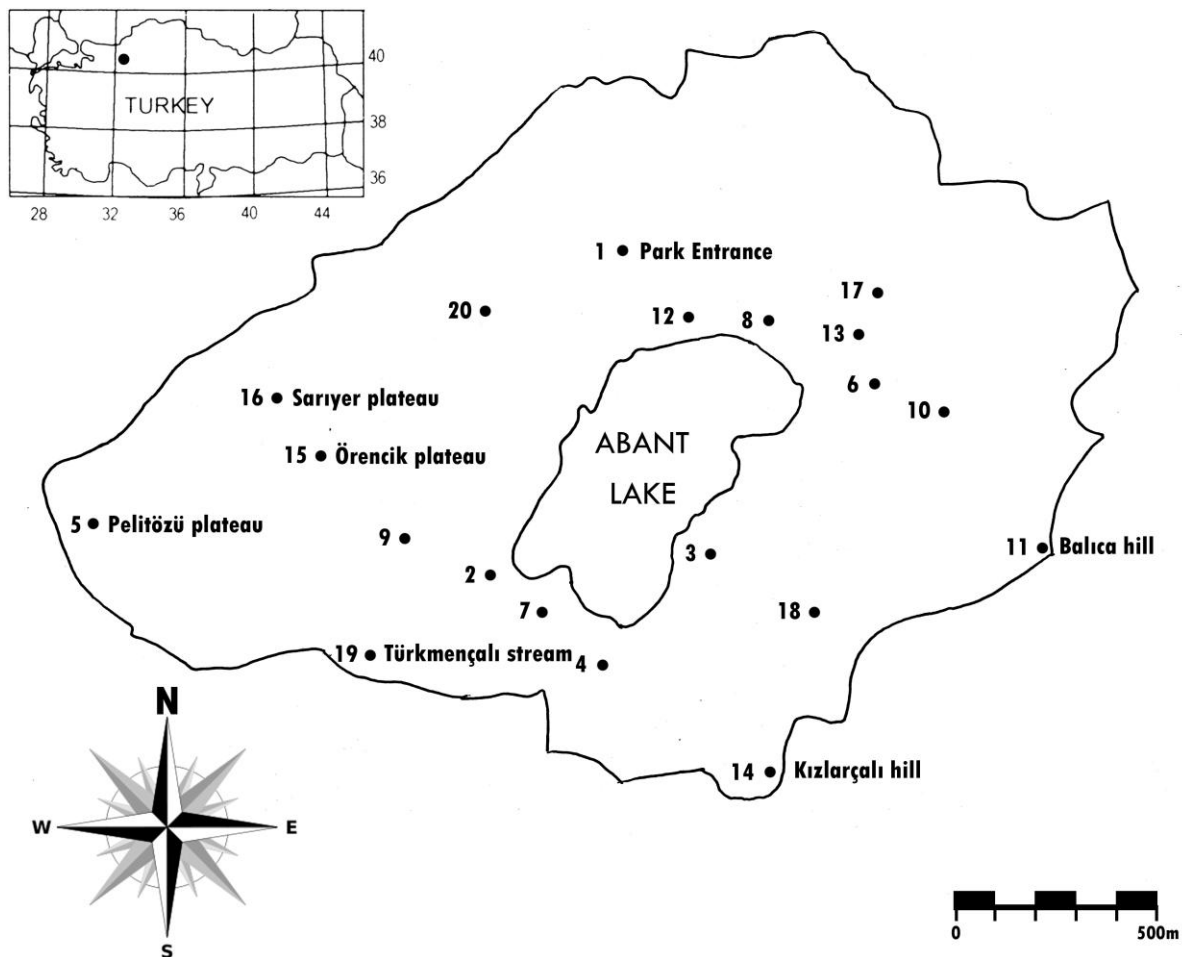 40
TURKEY
38
36
28 32 36 40 44
1 Park Entrance
17
20
12
8
13
6
16 Sarıyer plateau
10
ABANT
15 Örencik plateau
LAKE
5 Pelitözü plateau
9
11 Balıca hill
3
2
7
18
19 Türkmençalı stream
4
N
14 Kızlarçalı hill
W E
0 500m
S